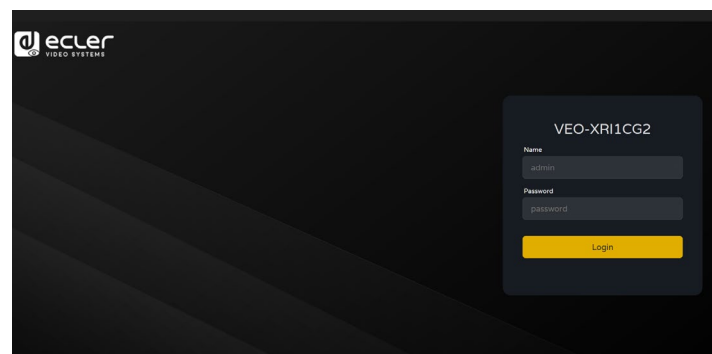 ecler
VIDEO SYSTEMS
VEO-XRI1CG2
Name
admin
Password
password
Login